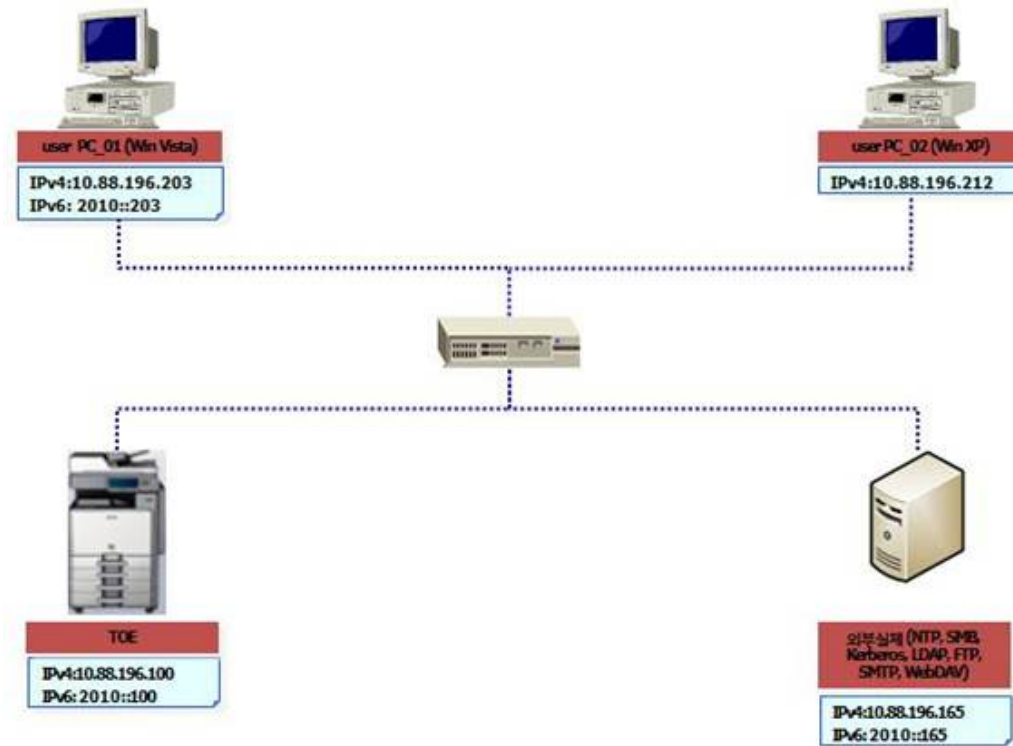 user PC_01 (Win Vista)
IPv4:10.88.196.203
IPv6: 2010::203
user PC_02 (Win XP)
IPv4:10.88.196.212
TOE
IPv4:10.88.196.100
IPv6: 2010::100
외부실체 (NTP, SMB,
Kerberos, LDAP, FTP,
SMTP, WebDAV)
IPv4:10.88.196.165
IPv6: 2010::165